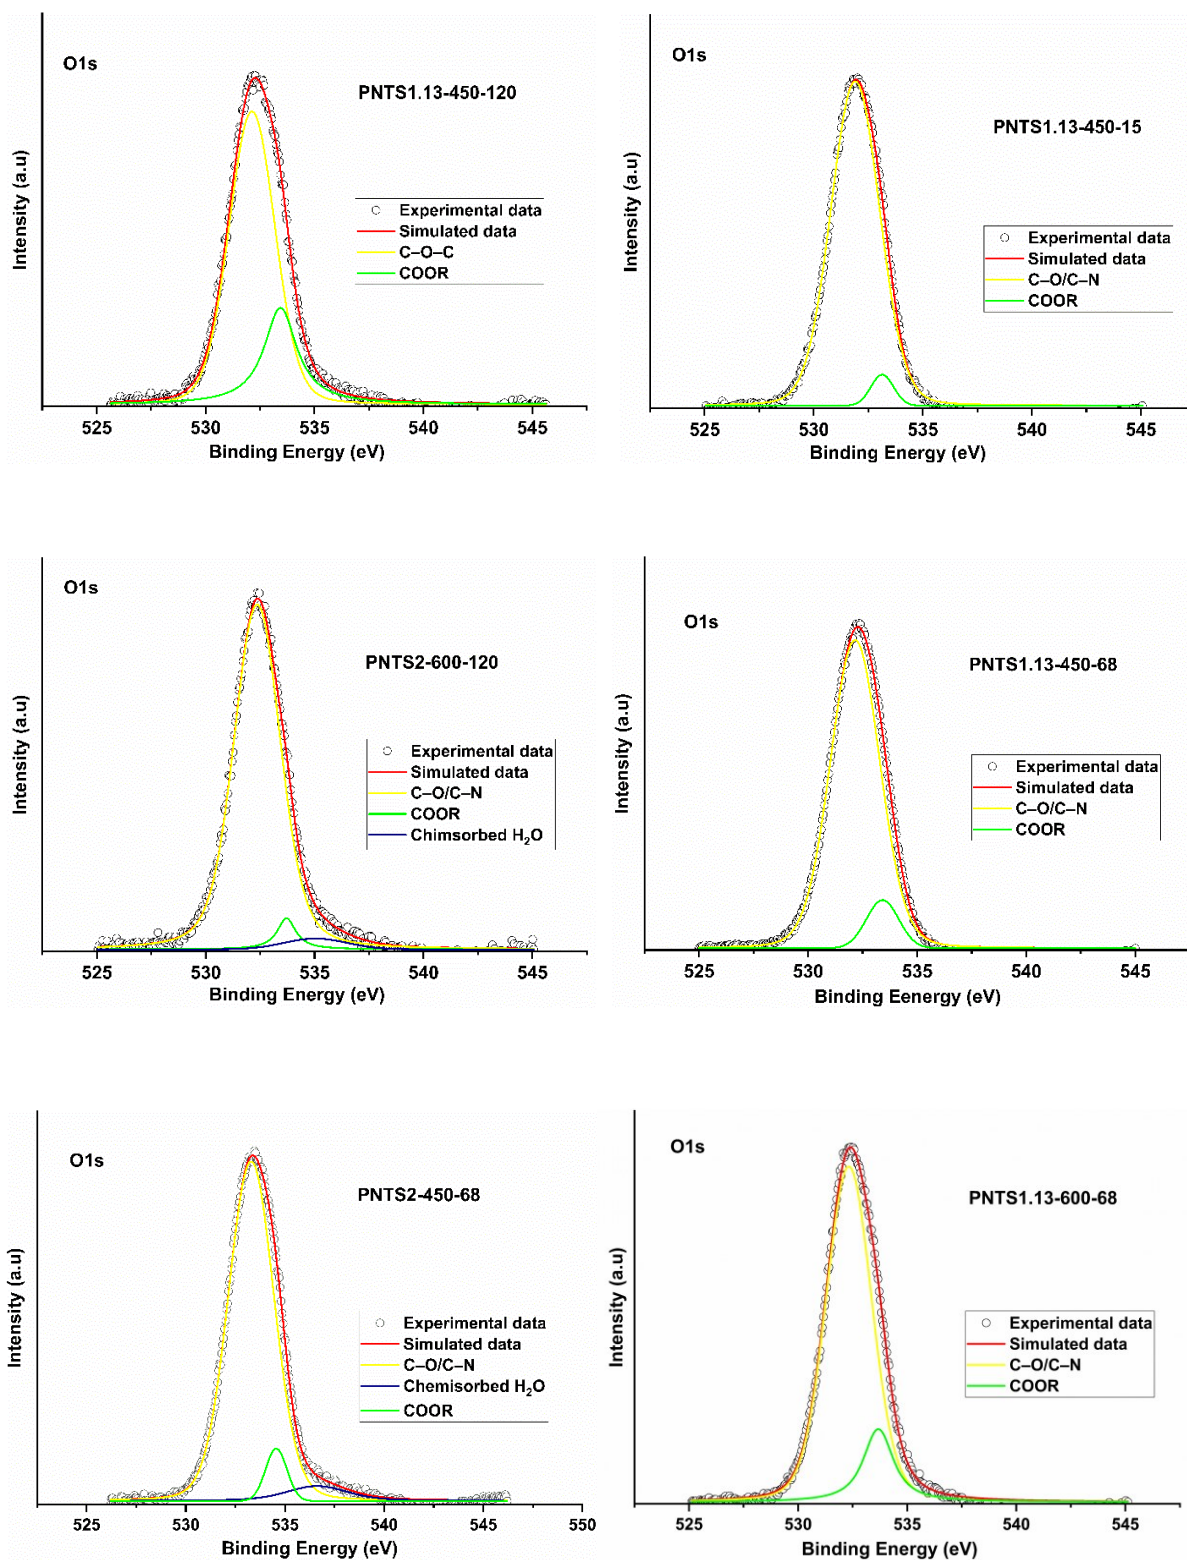 O1s
PNTS1.13-450-120
Experimental data
Simulated data
C–O–C
COOR
Intensity (a.u)
525 530 535 540 545
Binding Energy (eV)
O1s
PNTS1.13-450-15
Experimental data
Simulated data
C–O/C–N
COOR
Intensity (a.u)
525 530 535 540 545
Binding Energy (eV)
O1s
PNTS2-600-120
Experimental data
Simulated data
C–O/C–N
COOR
Chimsorbed H₂O
Intensity (a.u)
525 530 535 540 545
Binding Energy (eV)
O1s
PNTS1.13-450-68
Experimental data
Simulated data
C–O/C–N
COOR
Intensity (a.u)
525 530 535 540 545
Binding Eenergy (eV)
O1s
PNTS2-450-68
Experimental data
Simulated data
C–O/C–N
Chemisorbed H₂O
COOR
Intensity (a.u)
525 530 535 540 545 550
Binding Energy (eV)
O1s
PNTS1.13-600-68
Experimental data
Simulated data
C–O/C–N
COOR
Intensity (a.u)
525 530 535 540 545
Binding Energy (eV)